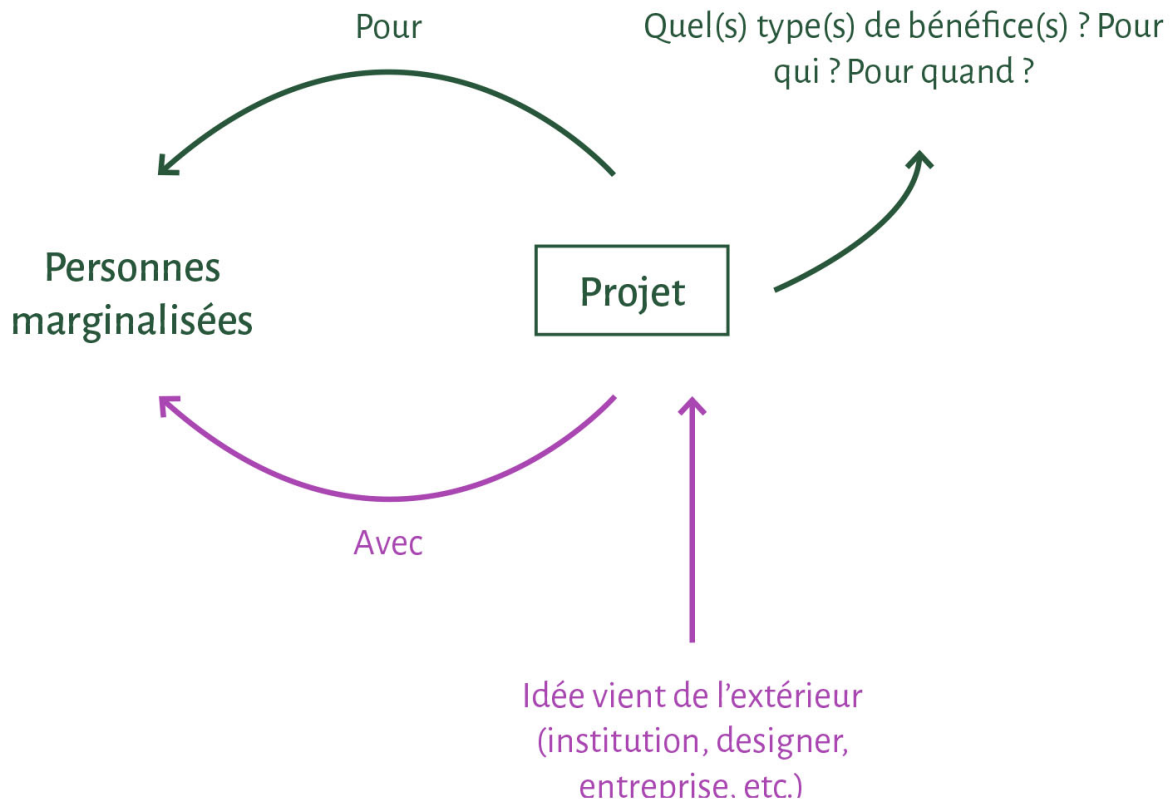 Pour
Quel(s) type(s) de bénéfice(s) ? Pour
qui ? Pour quand ?
Personnes
marginalisées
Projet
Avec
Idée vient de l’extérieur
(institution, designer,
entreprise, etc.)